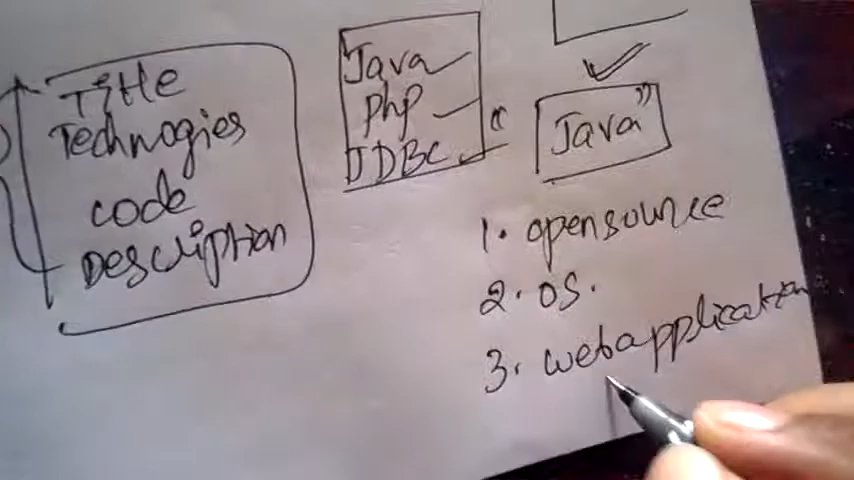 Title
Technogies
code
Description
Java
php
JDBC
"Java"
1. opensource
2. os.
3. webapplication